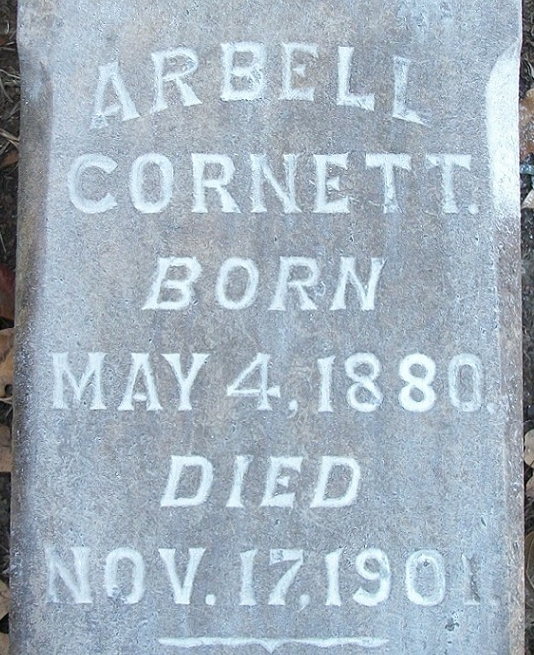 ARBELL
CORNETT.
BORN
MAY 4, 1880.
DIED
NOV. 17, 1901.